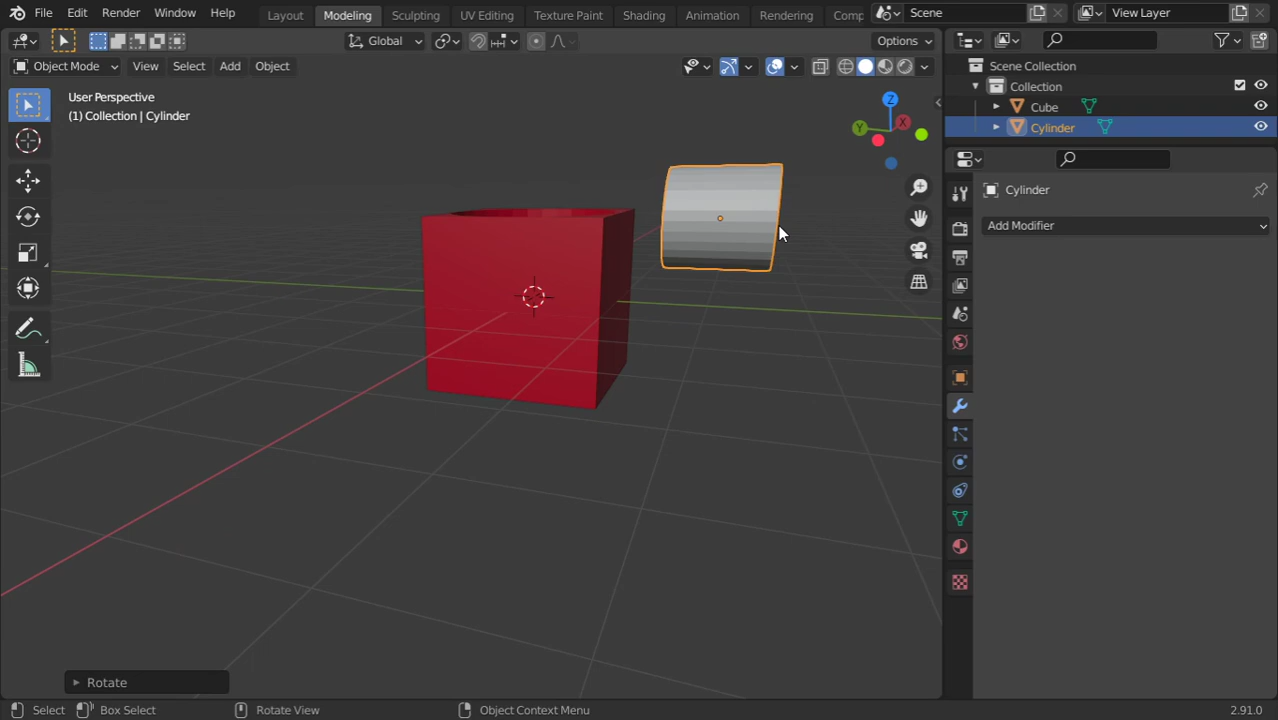 File Edit Render Window Help Layout Modeling Sculpting UV Editing Texture Paint Shading Animation Rendering Comp Scene View Layer
Global Options
Object Mode View Select Add Object
User Perspective
(1) Collection | Cylinder
Z
Y X
Rotate
Scene Collection
Collection
Cube
Cylinder
Cylinder
Add Modifier
Select Box Select Rotate View Object Context Menu 2.91.0